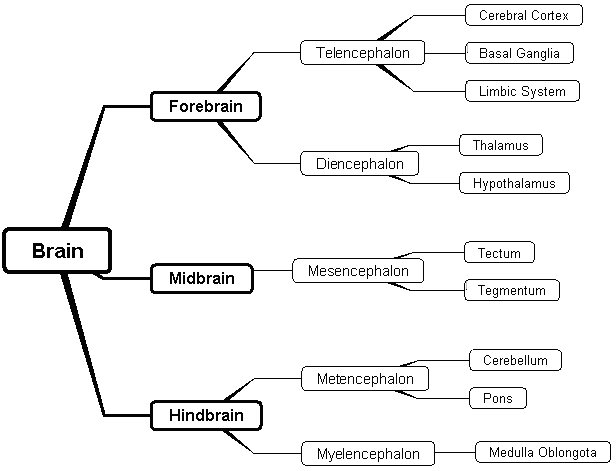 Brain
Forebrain
Telencephalon
Cerebral Cortex
Basal Ganglia
Limbic System
Diencephalon
Thalamus
Hypothalamus
Midbrain
Mesencephalon
Tectum
Tegmentum
Hindbrain
Metencephalon
Cerebellum
Pons
Myelencephalon
Medulla Oblongota